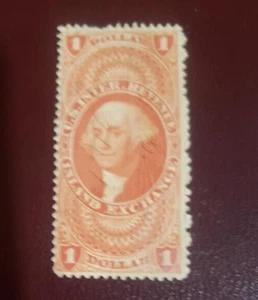 1 DOLLAR 1
U.S. INTER. REVENUE
INLAND EXCHANGE
1 DOLLAR 1